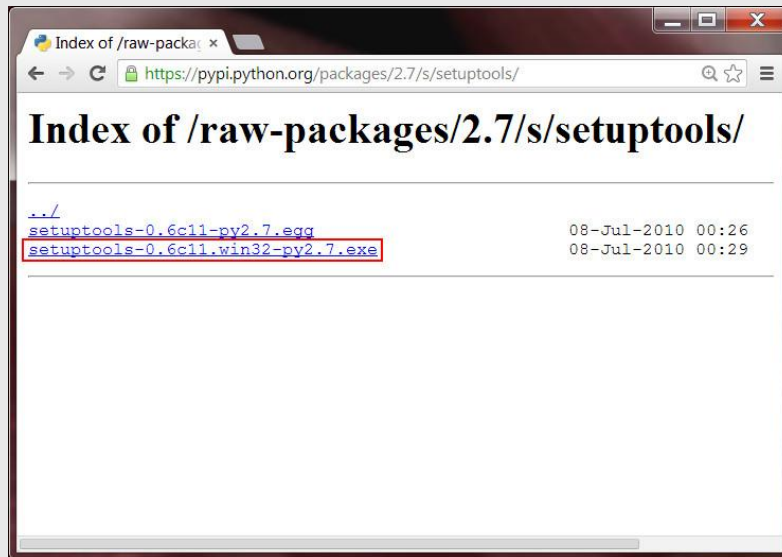 Index of /raw-packa
https://pypi.python.org/packages/2.7/s/setuptools/
Index of /raw-packages/2.7/s/setuptools/
../
setuptools-0.6c11-py2.7.egg 08-Jul-2010 00:26
setuptools-0.6c11.win32-py2.7.exe 08-Jul-2010 00:29